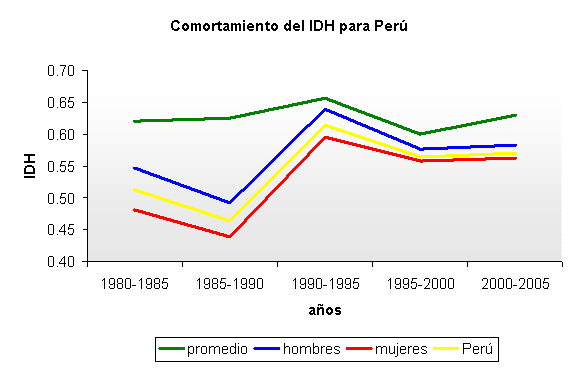 Comortamiento del IDH para Perú
0.70
0.65
0.60
0.55
0.50
0.45
0.40
IDH
1980-1985 1985-1990 1990-1995 1995-2000 2000-2005
años
promedio hombres mujeres Perú